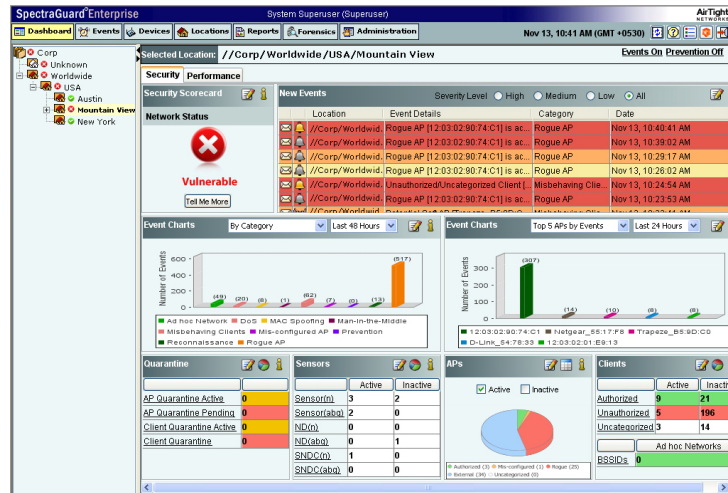 SpectraGuard®Enterprise System Superuser (Superuser) AirTight NETWORKS
Dashboard Events Devices Locations Reports Forensics Administration Nov 13, 10:41 AM (GMT +0530)
Selected Location: //Corp/Worldwide/USA/Mountain View Events On Prevention Off
Corp
Unknown
Worldwide
USA
Austin
Mountain View
New York
Security Performance
Security Scorecard
Network Status
Vulnerable
Tell Me More
New Events Severity Level High Medium Low All
Location Event Details Category Date
//Corp/Worldwid. Rogue AP [12:03:02:90:74:C1] is ac... Rogue AP Nov 13, 10:40:41 AM
//Corp/Worldwid. Rogue AP [12:03:02:90:74:C1] is ac... Rogue AP Nov 13, 10:39:02 AM
//Corp/Worldwid. Rogue AP [12:03:02:90:74:C1] is ac... Rogue AP Nov 13, 10:29:17 AM
//Corp/Worldwid. Rogue AP [12:03:02:90:74:C1] is ac... Rogue AP Nov 13, 10:26:02 AM
//Corp/Worldwid. Unauthorized/Uncategorized Client [... Misbehaving Clie... Nov 13, 10:24:54 AM
//Corp/Worldwid. Rogue AP [12:03:02:90:74:C1] is ac... Rogue AP Nov 13, 10:23:53 AM
Event Charts By Category Last 48 Hours
Number of Events
600
400
200
0
(49) (20) (8) (1) (62) (7) (0) (13) (517)
Ad hoc Network DoS MAC Spoofing Man-in-the-Middle
Misbehaving Clients Mis-configured AP Prevention
Reconnaissance Rogue AP
Event Charts Top 5 APs by Events Last 24 Hours
Number of Events
300
200
100
0
(307) (14) (10) (8) (8)
12:03:02:90:74:C1 Netgear_55:17:F8 Trapeze_B5:9D:C0
D-Link_54:78:33 12:03:02:01:E9:13
Quarantine
AP Quarantine Active 0
AP Quarantine Pending 0
Client Quarantine Active 0
Client Quarantine 0
Sensors
Active Inactive
Sensor(n) 3 2
Sensor(abg) 2 0
ND(n) 0 0
ND(abg) 0 1
SNDC(n) 1 0
SNDC(abg) 0 0
APs
Active Inactive
Authorized (3) Mis-configured (1) Rogue (25)
External (34) Uncategorized (0)
Clients
Active Inacti
Authorized 9 21
Unauthorized 5 196
Uncategorized 3 14
Ad hoc Networks
BSSIDs 0